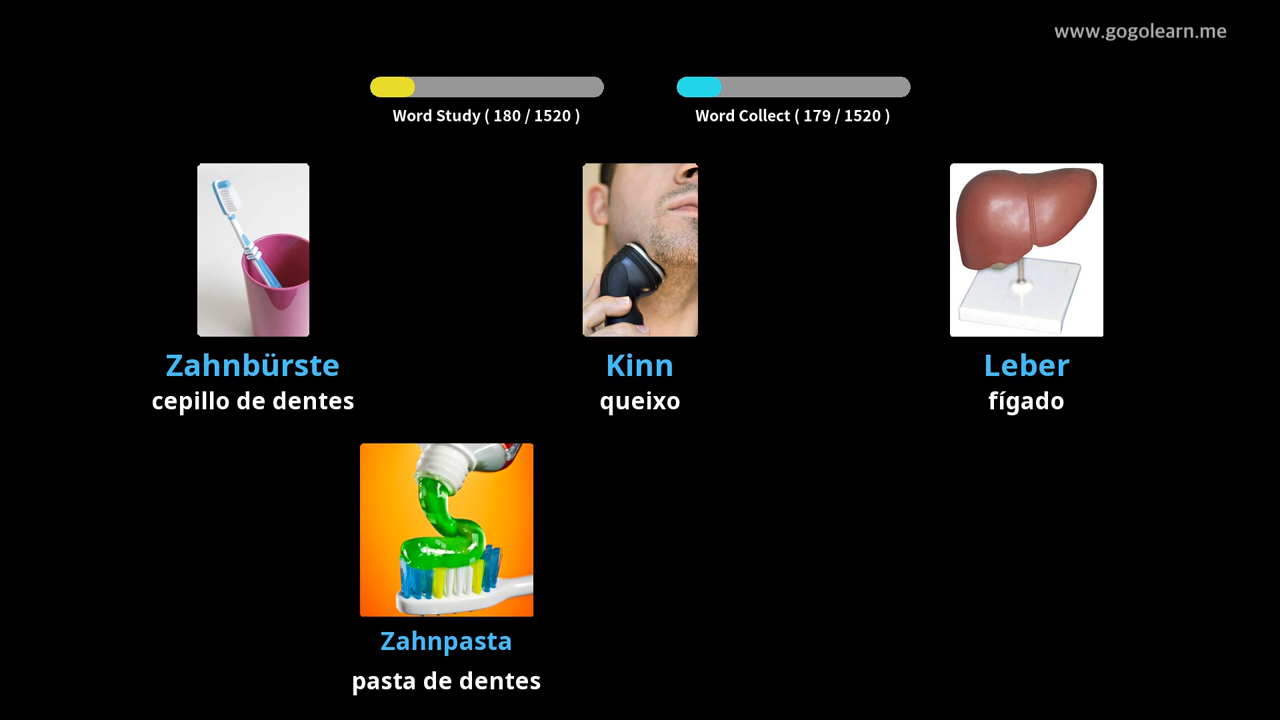 www.gogolearn.me
Word Study ( 180 / 1520 )
Word Collect ( 179 / 1520 )
Zahnbürste
cepillo de dentes
Kinn
queixo
Leber
fígado
Zahnpasta
pasta de dentes